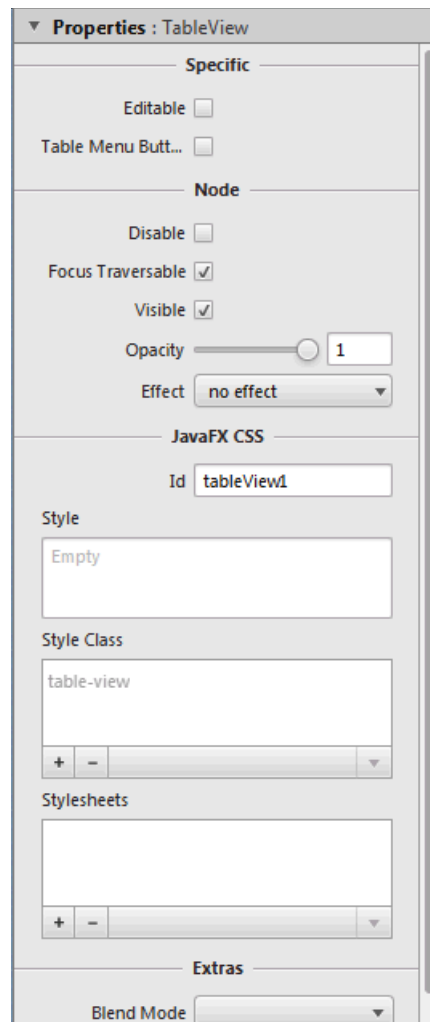 Properties : TableView
Specific
Editable
Table Menu Butt...
Node
Disable
Focus Traversable
Visible
Opacity 1
Effect no effect
JavaFX CSS
Id tableView1
Style
Empty
Style Class
table-view
+ -
Stylesheets
+ -
Extras
Blend Mode